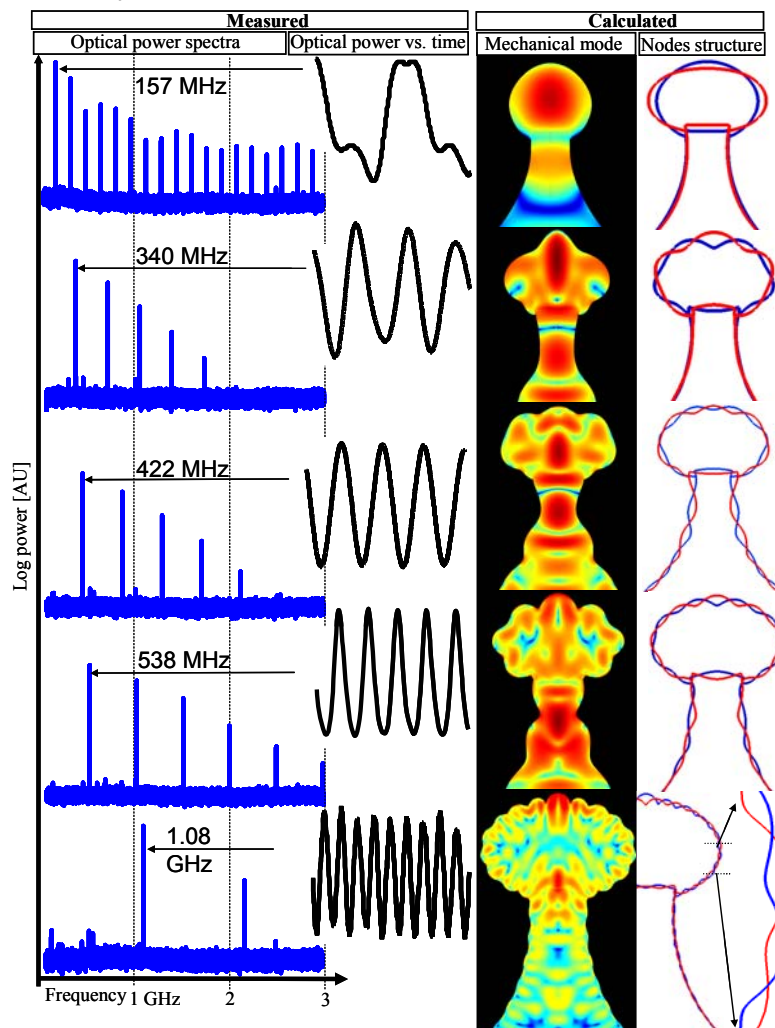 Measured Calculated
Optical power spectra Optical power vs. time Mechanical mode Nodes structure
157 MHz
340 MHz
422 MHz
538 MHz
1.08
GHz
Log power [AU]
Frequency 1 GHz 2 3